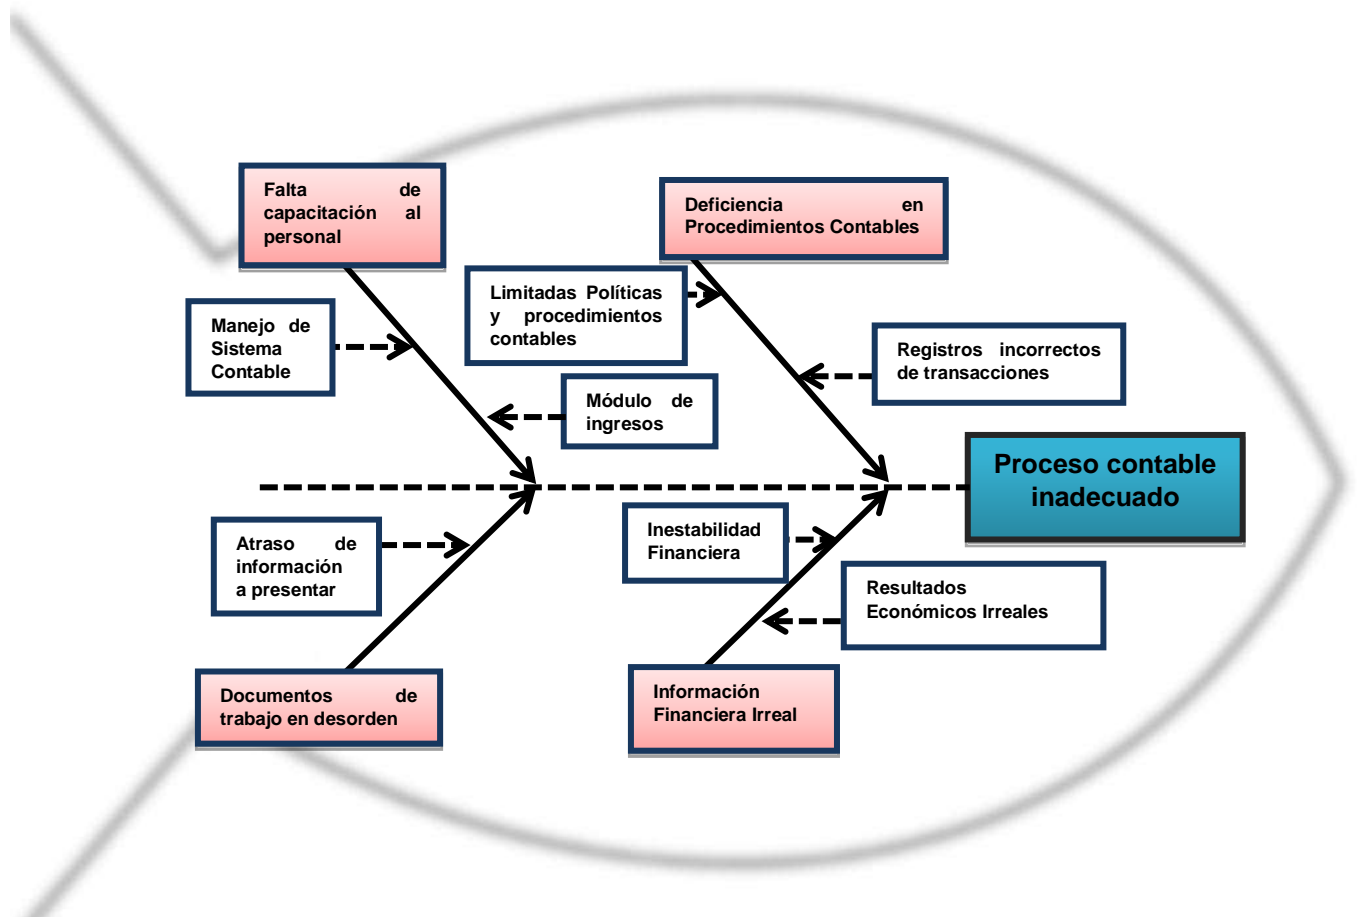 Falta de
capacitación al
personal
Deficiencia en
Procedimientos Contables
Limitadas Políticas
y procedimientos
contables
Manejo de
Sistema
Contable
Registros incorrectos
de transacciones
Módulo de
ingresos
Proceso contable
inadecuado
Atraso de
información
a presentar
Inestabilidad
Financiera
Resultados
Económicos Irreales
Documentos de
trabajo en desorden
Información
Financiera Irreal